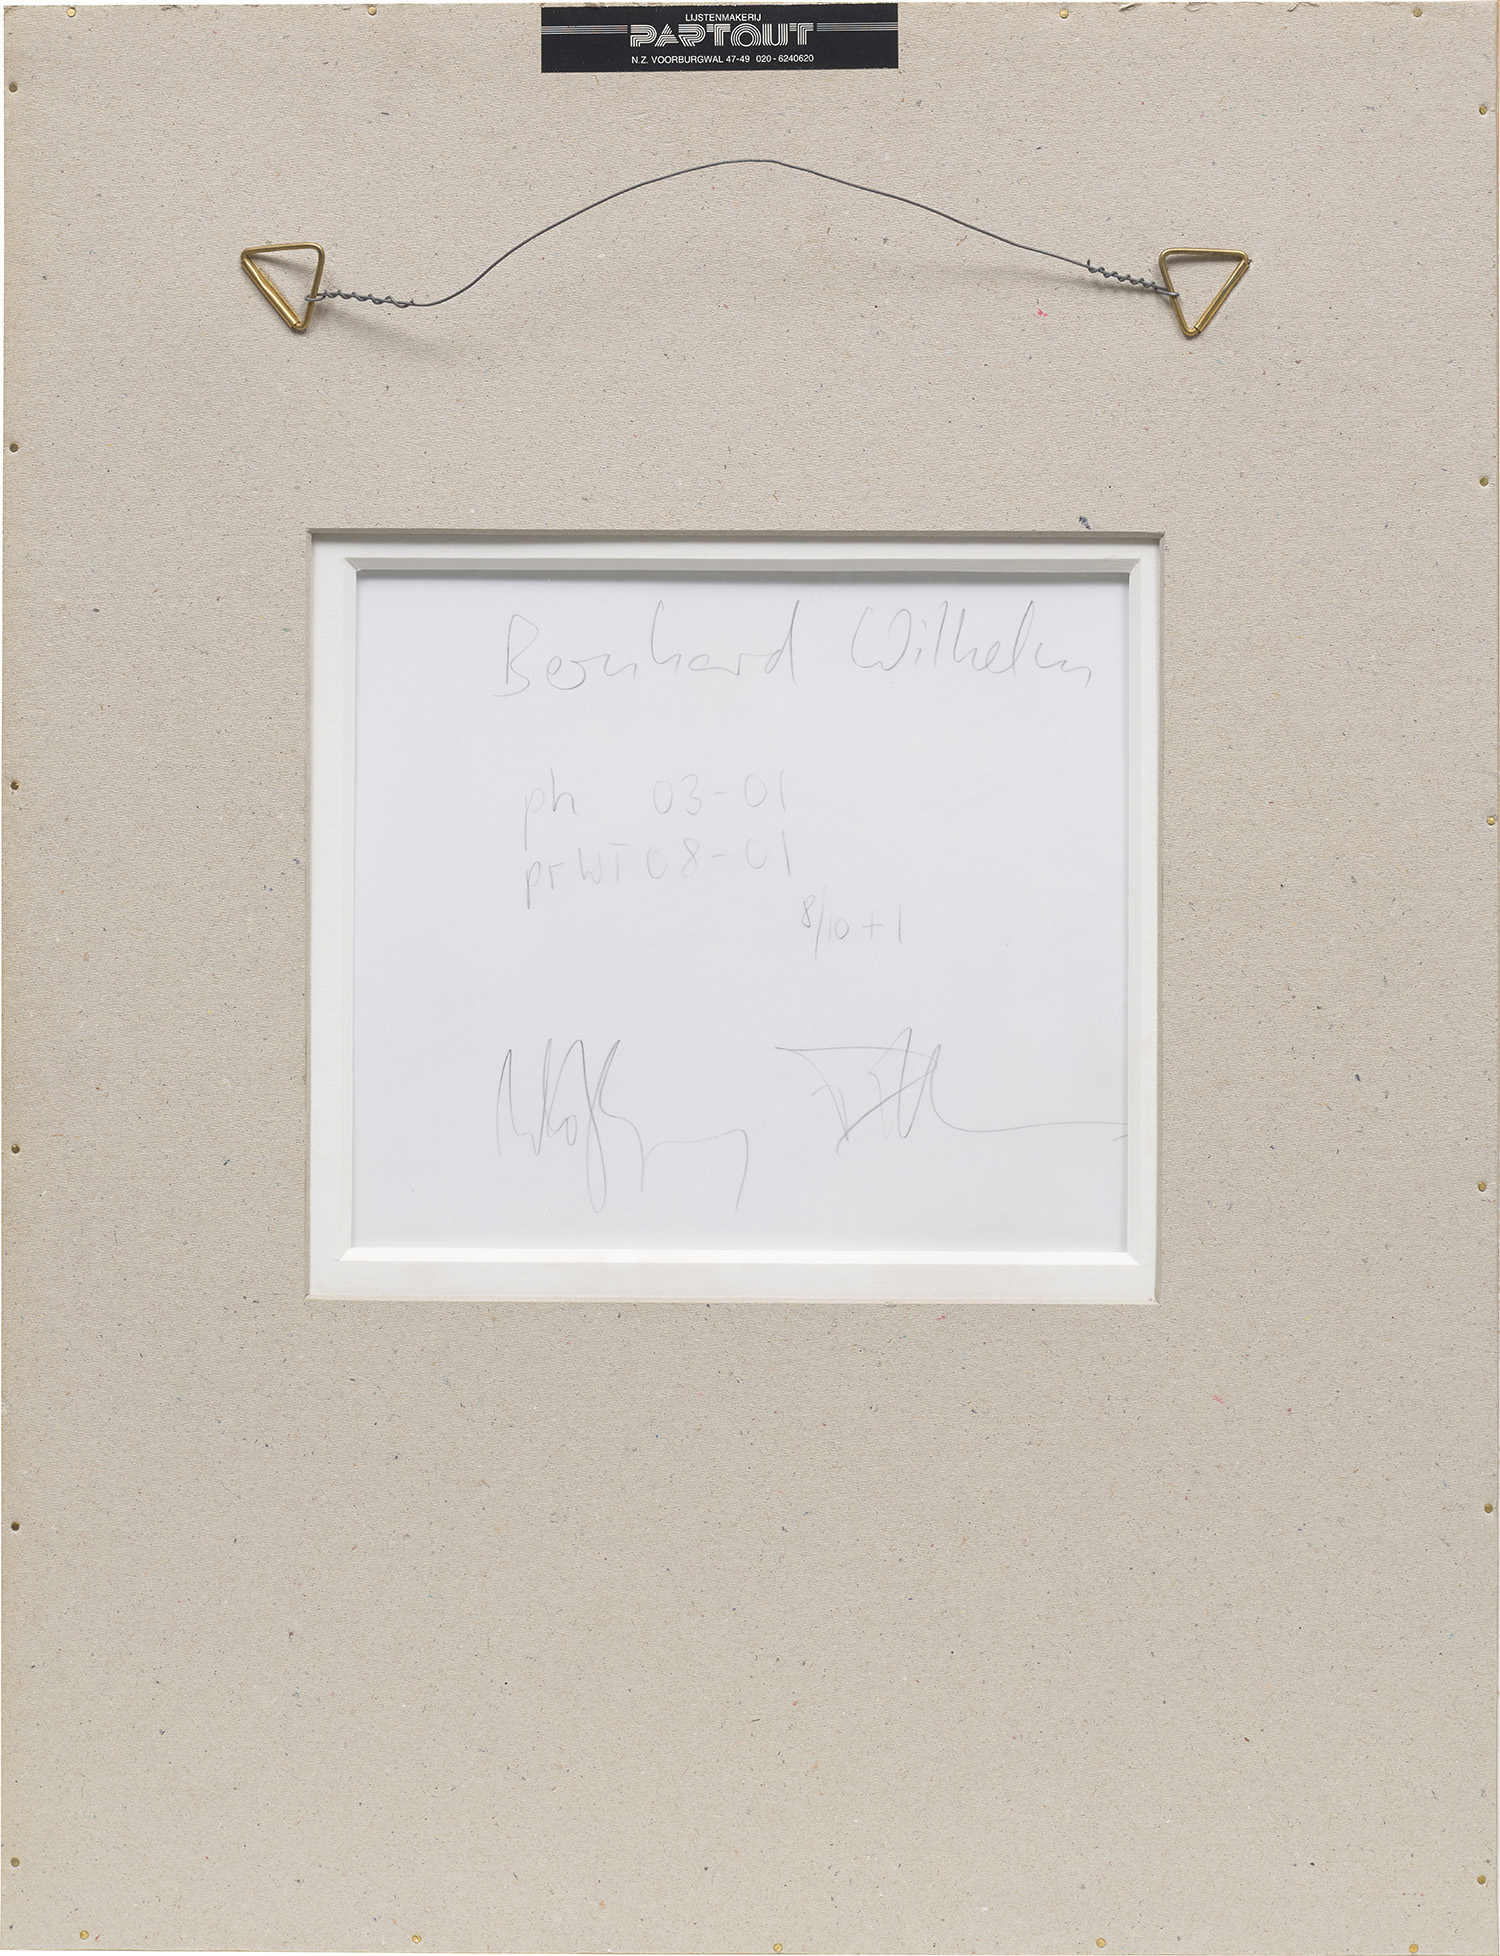 LIJSTENMAKERIJ
PARTOUT
N.Z. VOORBURGWAL 47-49 020-6240620
Bernhard Wilhelm
ph 03-01
pr WT 08-01
8/10 + 1